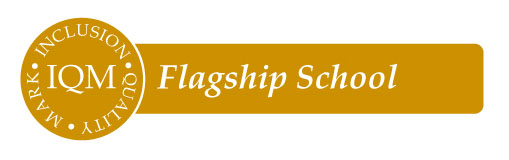 INCLUSION • QUALITY • MARK •
IQM
Flagship School